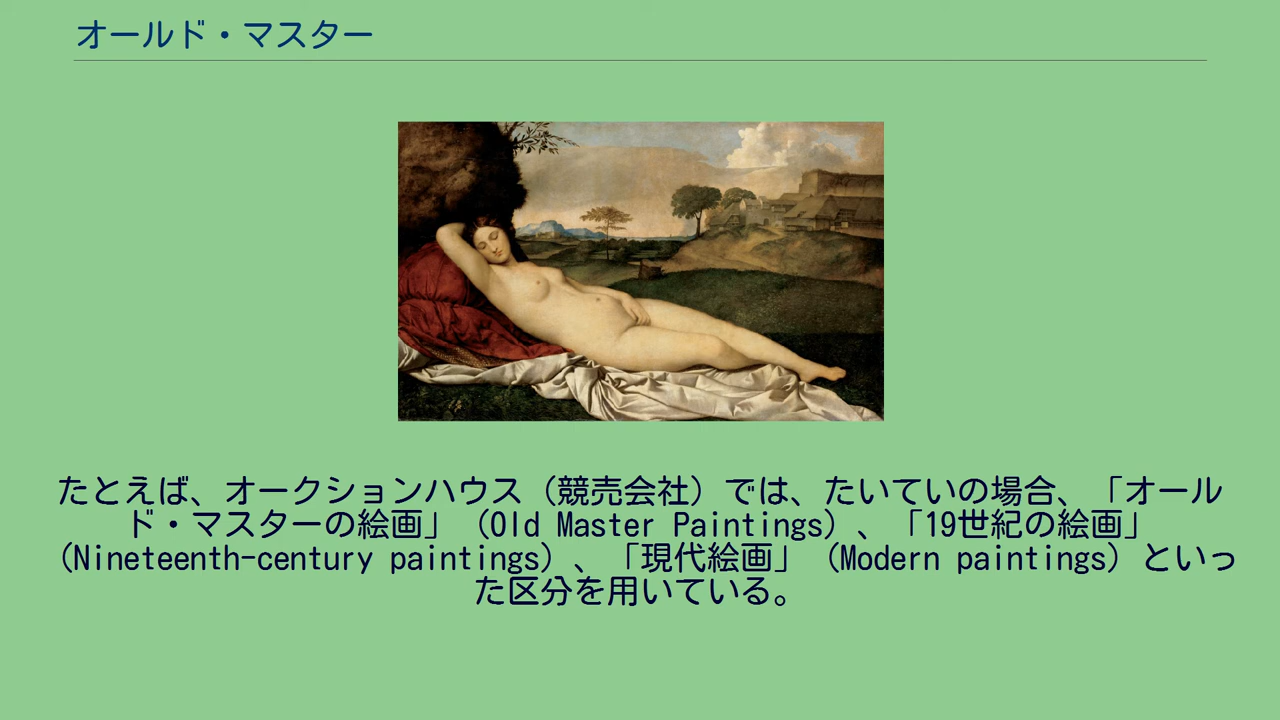 オールド・マスター
たとえば、オークションハウス（競売会社）では、たいていの場合、「オール
ド・マスターの絵画」（Old Master Paintings）、「19世紀の絵画」
（Nineteenth-century paintings）、「現代絵画」（Modern paintings）といっ
た区分を用いている。